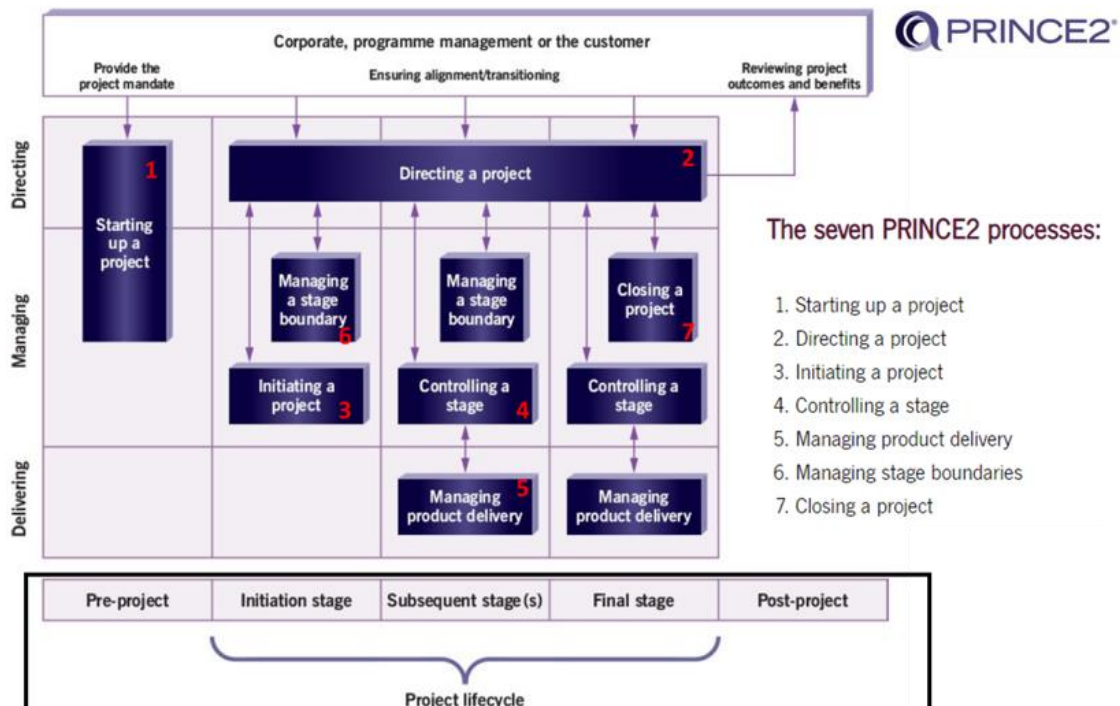 Corporate, programme management or the customer
PRINCE2®
Provide the
project mandate
Ensuring alignment/transitioning
Reviewing project
outcomes and benefits
Directing
1
Starting
up a
project
2
Directing a project
Managing
Managing
a stage
boundary
6
Managing
a stage
boundary
Closing a
project
7
Initiating a
project
3
Controlling a
stage
4
Controlling a
stage
Delivering
Managing
product delivery
5
Managing
product delivery
The seven PRINCE2 processes:
1. Starting up a project
2. Directing a project
3. Initiating a project
4. Controlling a stage
5. Managing product delivery
6. Managing stage boundaries
7. Closing a project
Pre-project
Initiation stage
Subsequent stage(s)
Final stage
Post-project
Project lifecycle